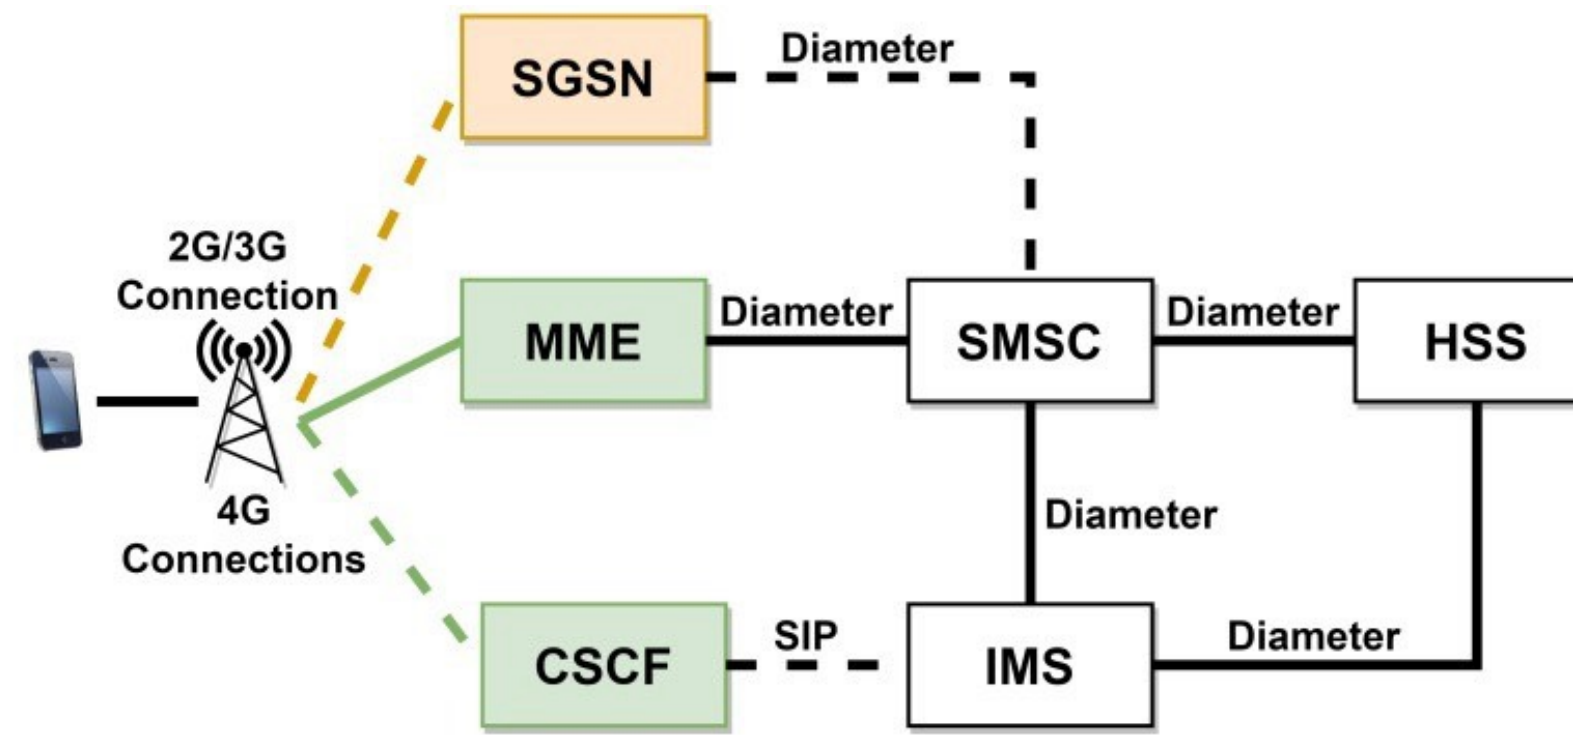 SGSN
Diameter
2G/3G
Connection
MME
Diameter
SMSC
Diameter
HSS
4G
Connections
Diameter
CSCF
SIP
IMS
Diameter